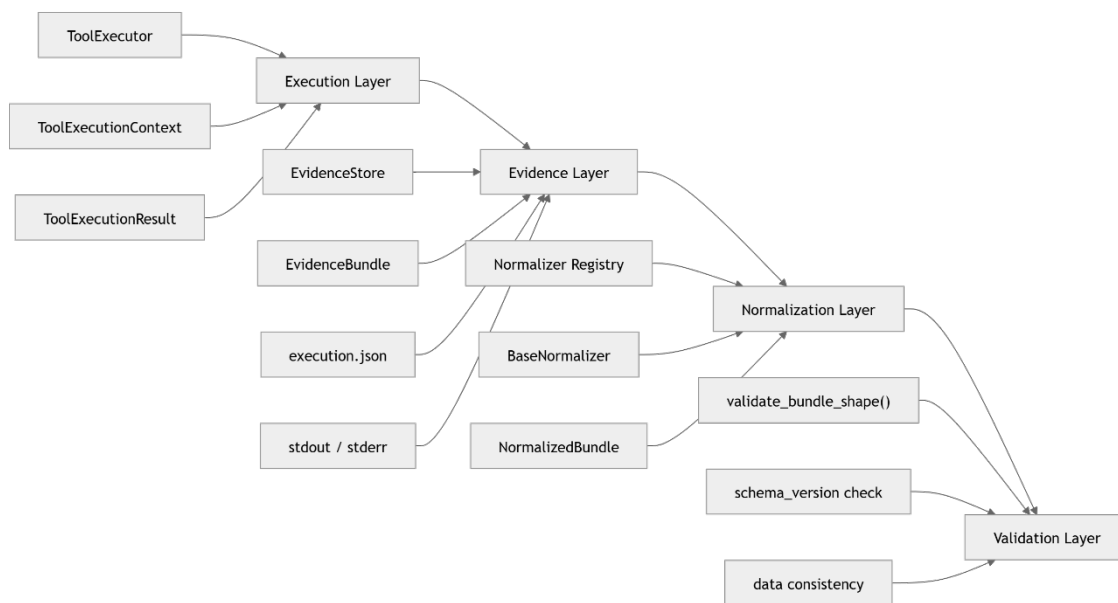 ToolExecutor
Execution Layer
ToolExecutionContext
EvidenceStore
Evidence Layer
ToolExecutionResult
EvidenceBundle
Normalizer Registry
Normalization Layer
execution.json
BaseNormalizer
validate_bundle_shape()
stdout / stderr
NormalizedBundle
schema_version check
Validation Layer
data consistency